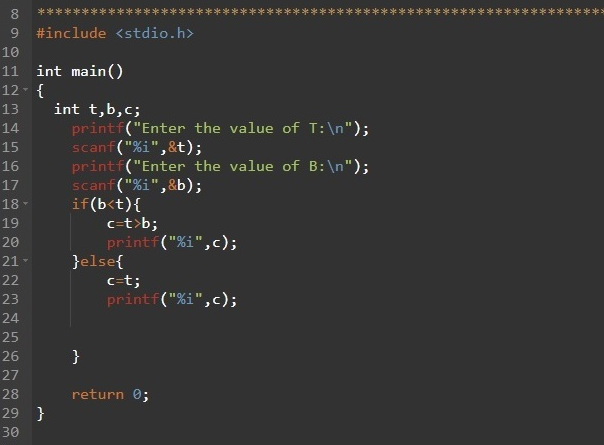 8 ****************************************************************
9 #include <stdio.h>
10
11 int main()
12 {
13 int t,b,c;
14 printf("Enter the value of T:\n");
15 scanf("%i",&t);
16 printf("Enter the value of B:\n");
17 scanf("%i",&b);
18 if(b<t){
19 c=t>b;
20 printf("%i",c);
21 }else{
22 c=t;
23 printf("%i",c);
24
25
26 }
27
28 return 0;
29 }
30